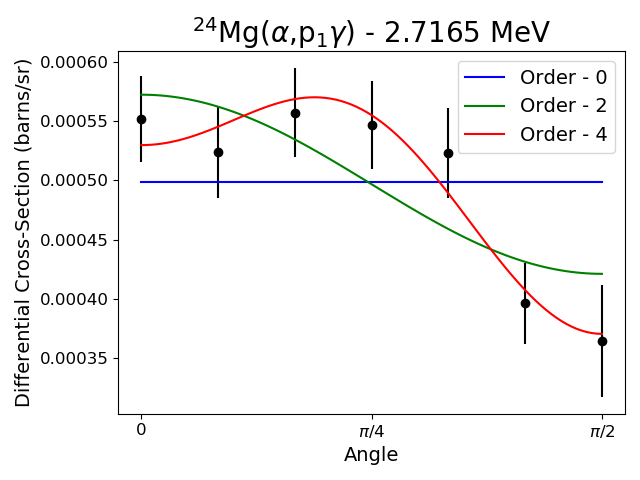 ²⁴Mg(α,p₁γ) - 2.7165 MeV
Differential Cross-Section (barns/sr)
0.00060
0.00055
0.00050
0.00045
0.00040
0.00035
Order - 0
Order - 2
Order - 4
0
π/4
π/2
Angle